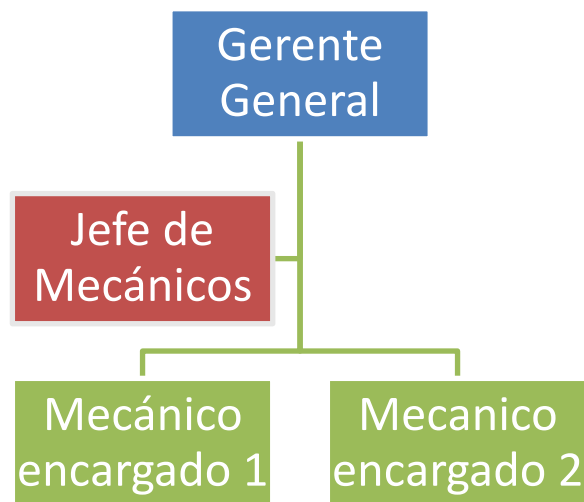 Gerente
General
Jefe de
Mecánicos
Mecánico
encargado 1
Mecanico
encargado 2